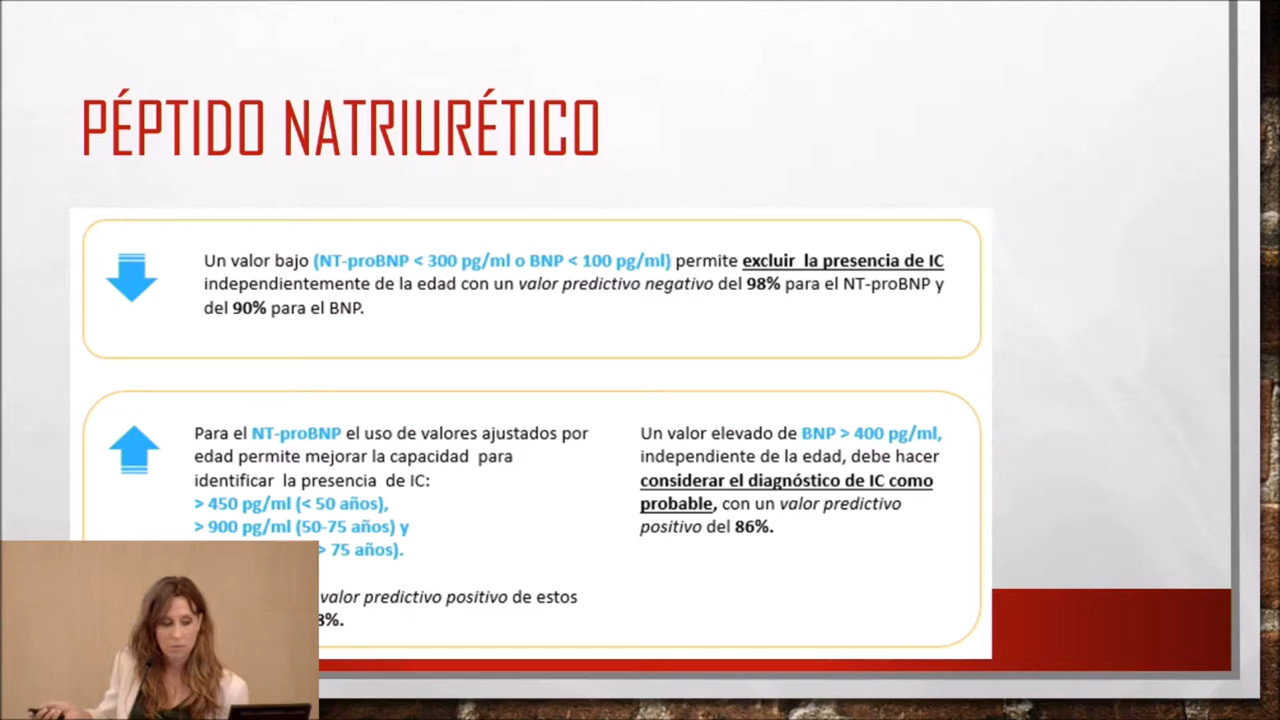 PÉPTIDO NATRIURÉTICO
Un valor bajo (NT-proBNP < 300 pg/ml o BNP < 100 pg/ml) permite excluir la presencia de IC
independientemente de la edad con un valor predictivo negativo del 98% para el NT-proBNP y
del 90% para el BNP.
Para el NT-proBNP el uso de valores ajustados por
edad permite mejorar la capacidad para
identificar la presencia de IC:
> 450 pg/ml (< 50 años),
> 900 pg/ml (50-75 años) y
> 75 años).
valor predictivo positivo de estos
8%.
Un valor elevado de BNP > 400 pg/ml,
independiente de la edad, debe hacer
considerar el diagnóstico de IC como
probable, con un valor predictivo
positivo del 86%.